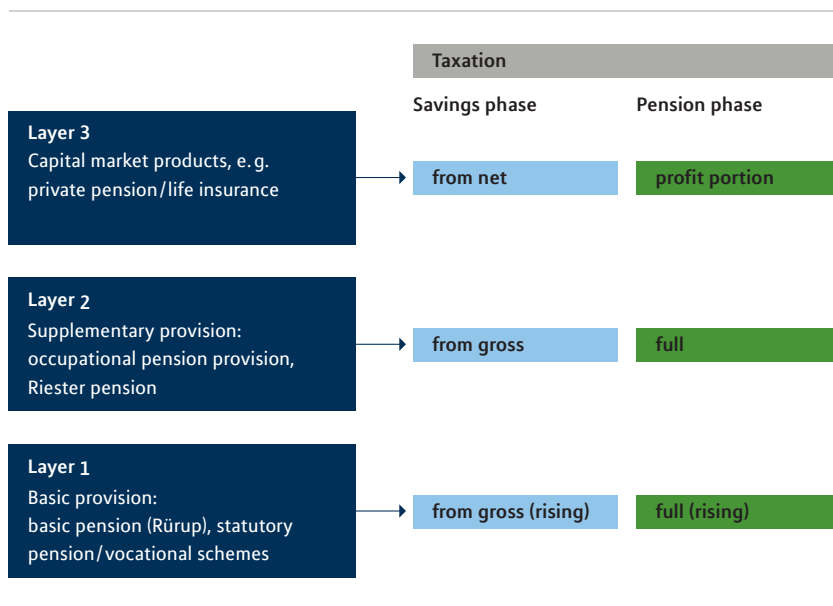 Taxation
Savings phase
Pension phase
Layer 3
Capital market products, e. g.
private pension / life insurance
from net
profit portion
Layer 2
Supplementary provision:
occupational pension provision,
Riester pension
from gross
full
Layer 1
Basic provision:
basic pension (Rürup), statutory
pension / vocational schemes
from gross (rising)
full (rising)